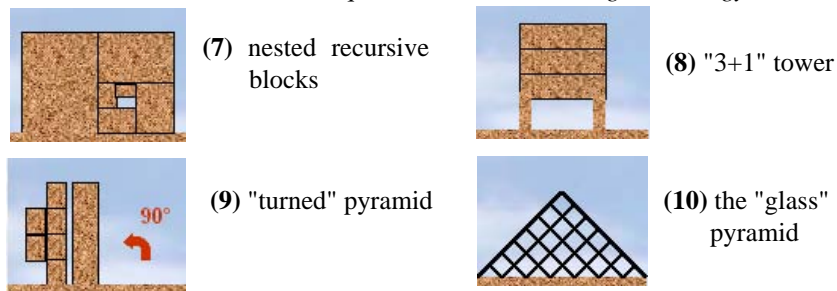 (7) nested recursive
blocks
(8) "3+1" tower
90°
(9) "turned" pyramid
(10) the "glass"
pyramid